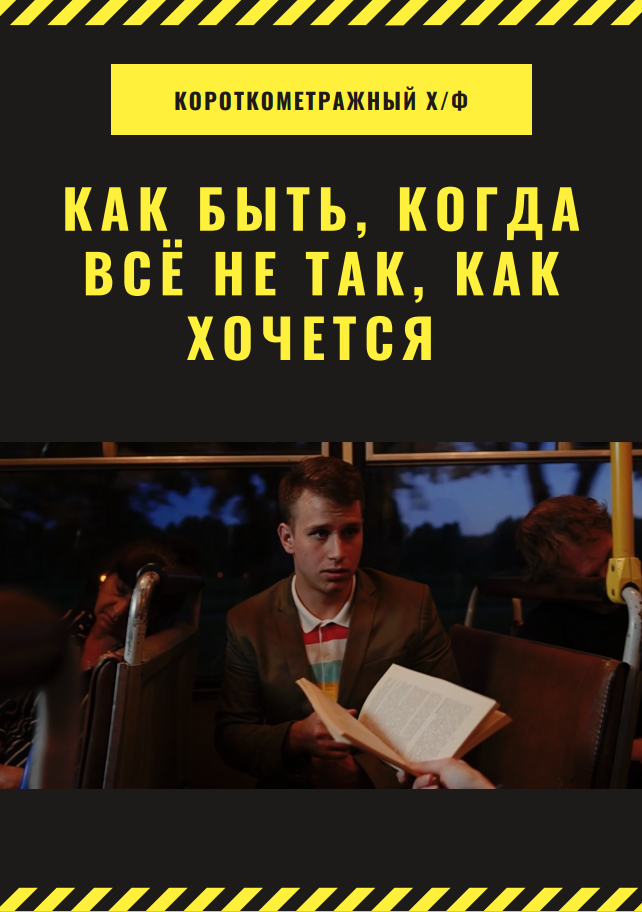 КОРОТКОМЕТРАЖНЫЙ Х/Ф
КАК БЫТЬ, КОГДА
ВСЁ НЕ ТАК, КАК
ХОЧЕТСЯ